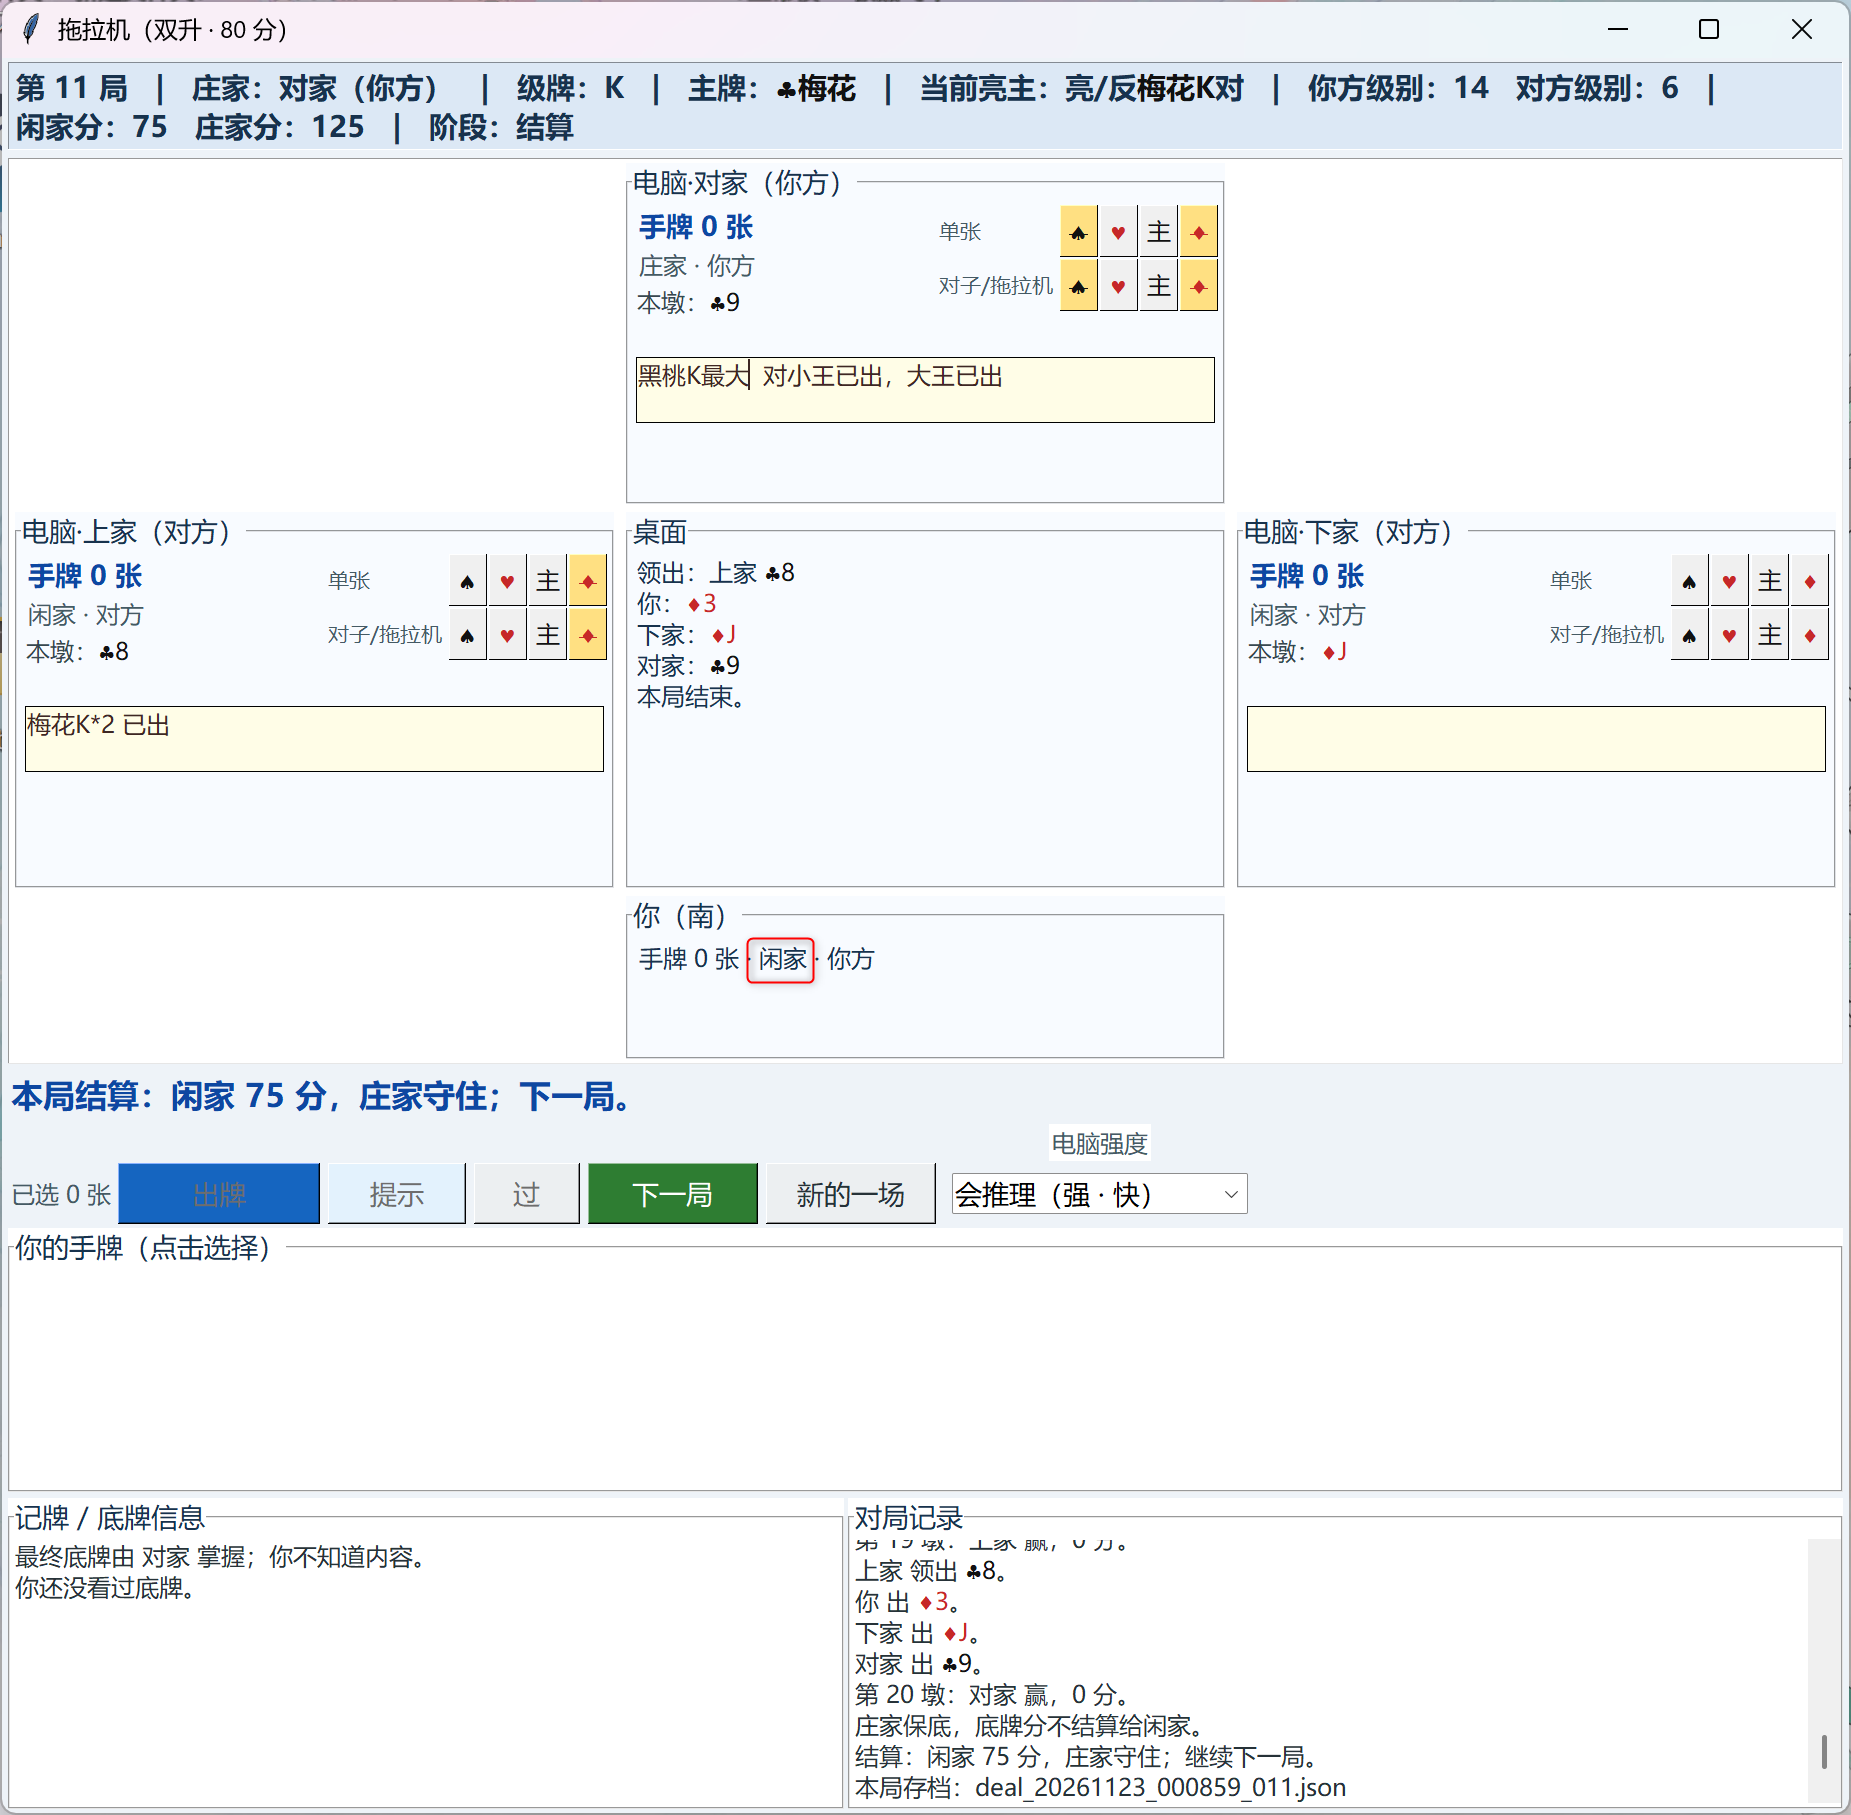 拖拉机（双升 · 80 分）
第 11 局 | 庄家：对家（你方） | 级牌：K | 主牌：♣梅花 | 当前亮主：亮/反梅花K对 | 你方级别：14 对方级别：6 |
闲家分：75 庄家分：125 | 阶段：结算
电脑·对家（你方）
手牌 0 张
单张 ♠ ♥ 主 ♦
庄家 · 你方
对子/拖拉机 ♠ ♥ 主 ♦
本墩：♣9
黑桃K最大 对小王已出，大王已出
电脑·上家（对方）
手牌 0 张
单张 ♠ ♥ 主 ♦
闲家 · 对方
对子/拖拉机 ♠ ♥ 主 ♦
本墩：♣8
梅花K*2 已出
桌面
领出：上家 ♣8
你：♦3
下家：♦J
对家：♣9
本局结束。
电脑·下家（对方）
手牌 0 张
单张 ♠ ♥ 主 ♦
闲家 · 对方
对子/拖拉机 ♠ ♥ 主 ♦
本墩：♦J
你（南）
手牌 0 张 · 闲家 · 你方
本局结算：闲家 75 分，庄家守住；下一局。
电脑强度
已选 0 张 出牌 提示 过 下一局 新的一场 会推理（强 · 快）
你的手牌（点击选择）
记牌 / 底牌信息
最终底牌由 对家 掌握；你不知道内容。
你还没看过底牌。
对局记录
第 19 墩：上家 赢，0 分。
上家 领出 ♣8。
你 出 ♦3。
下家 出 ♦J。
对家 出 ♣9。
第 20 墩：对家 赢，0 分。
庄家保底，底牌分不结算给闲家。
结算：闲家 75 分，庄家守住；继续下一局。
本局存档：deal_20261123_000859_011.json